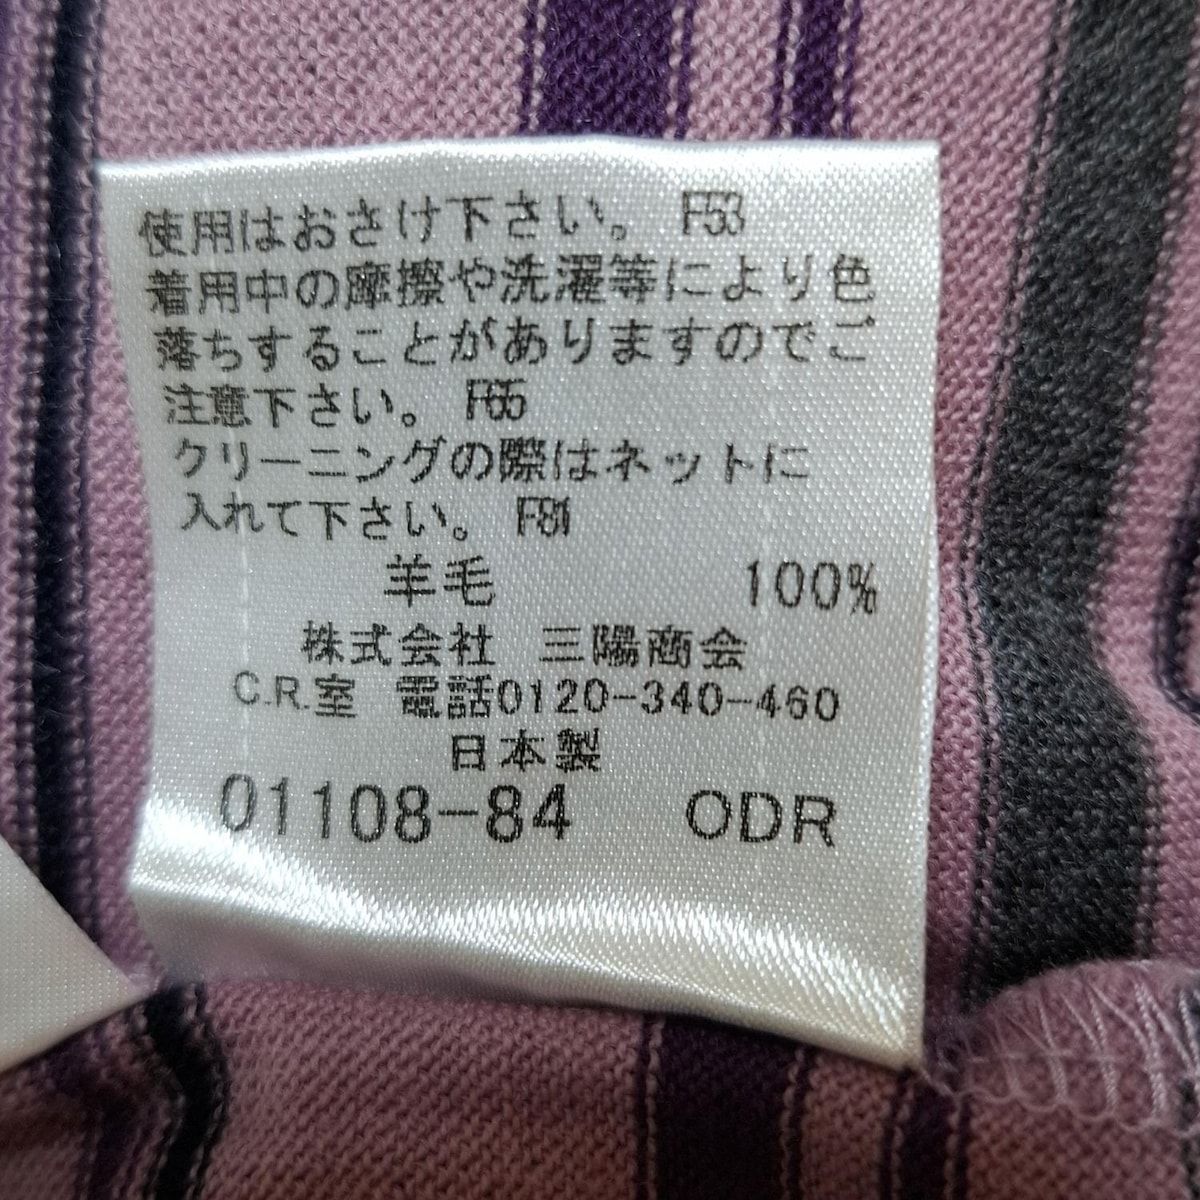 使用はおさけ下さい。 F53
着用中の摩擦や洗濯等により色
落ちすることがありますのでご
注意下さい。 F65
クリーニングの際はネットに
入れて下さい。 F81
羊毛 100%
株式会社 三陽商会
C.R.室 電話0120-340-460
日本製
01108-84 ODR